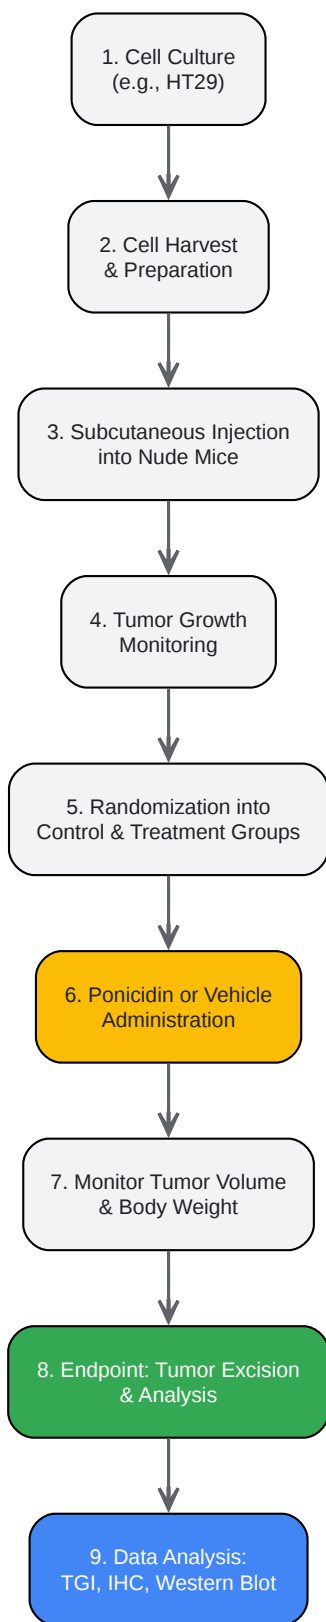 1. Cell Culture
(e.g., HT29)
2. Cell Harvest
& Preparation
3. Subcutaneous Injection
into Nude Mice
4. Tumor Growth
Monitoring
5. Randomization into
Control & Treatment Groups
6. Ponicidin or Vehicle
Administration
7. Monitor Tumor Volume
& Body Weight
8. Endpoint: Tumor Excision
& Analysis
9. Data Analysis:
TGI, IHC, Western Blot